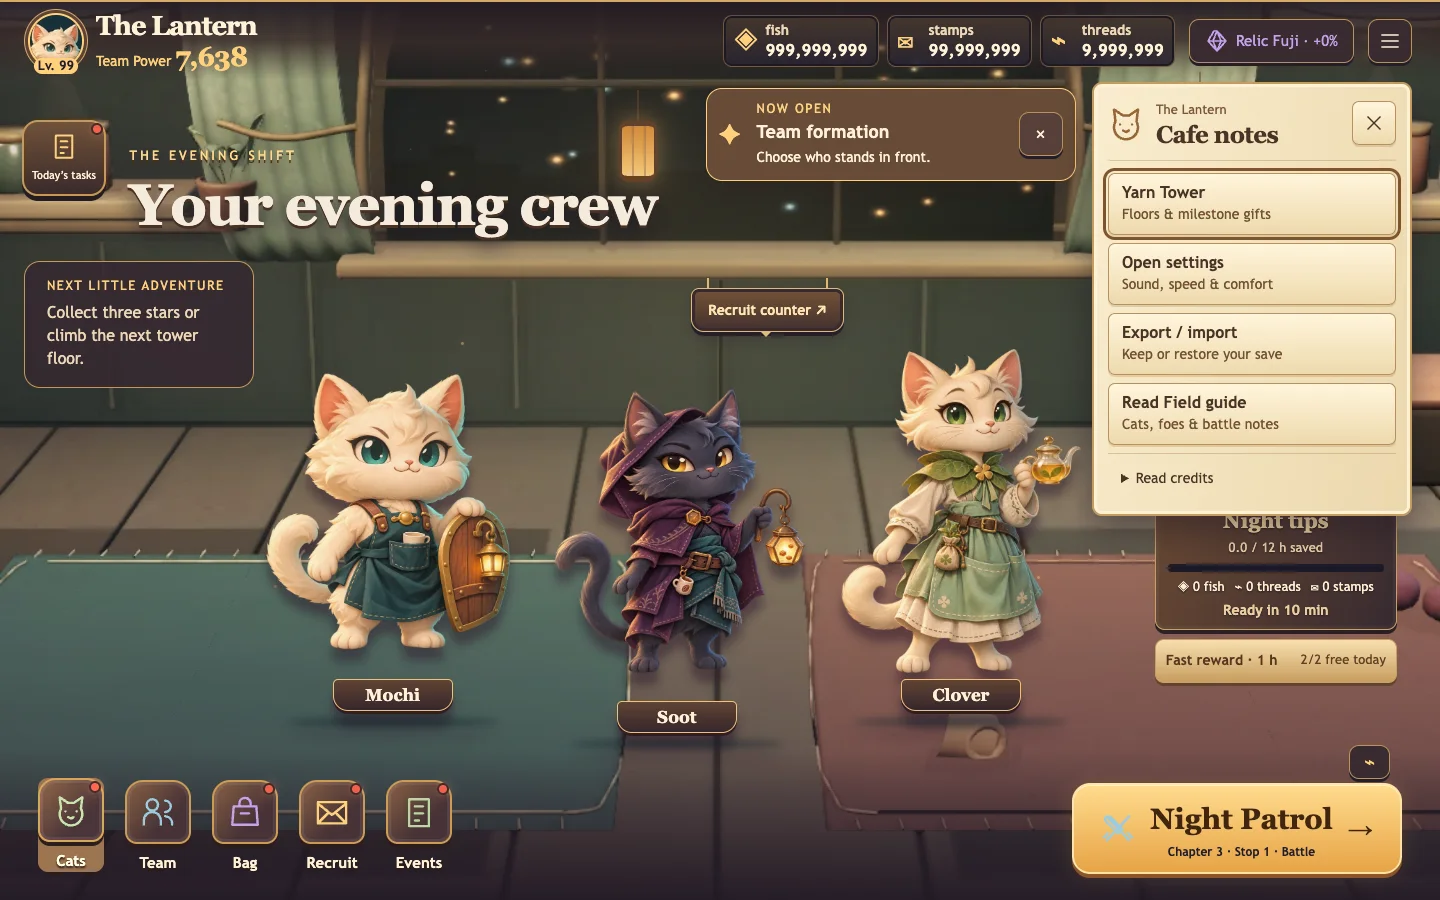 The Lantern
Team Power 7,638
Lv. 99
fish
999,999,999
stamps
99,999,999
threads
9,999,999
Relic Fuji · +0%
Today's tasks
THE EVENING SHIFT
Your evening crew
NOW OPEN
Team formation
Choose who stands in front.
×
NEXT LITTLE ADVENTURE
Collect three stars or
climb the next tower
floor.
Recruit counter ↗
The Lantern
Cafe notes
Yarn Tower
Floors & milestone gifts
Open settings
Sound, speed & comfort
Export / import
Keep or restore your save
Read Field guide
Cats, foes & battle notes
▶ Read credits
Night tips
0.0 / 12 h saved
0 fish 0 threads 0 stamps
Ready in 10 min
Fast reward · 1 h 2/2 free today
Mochi
Soot
Clover
Cats
Team
Bag
Recruit
Events
Night Patrol →
Chapter 3 · Stop 1 · Battle